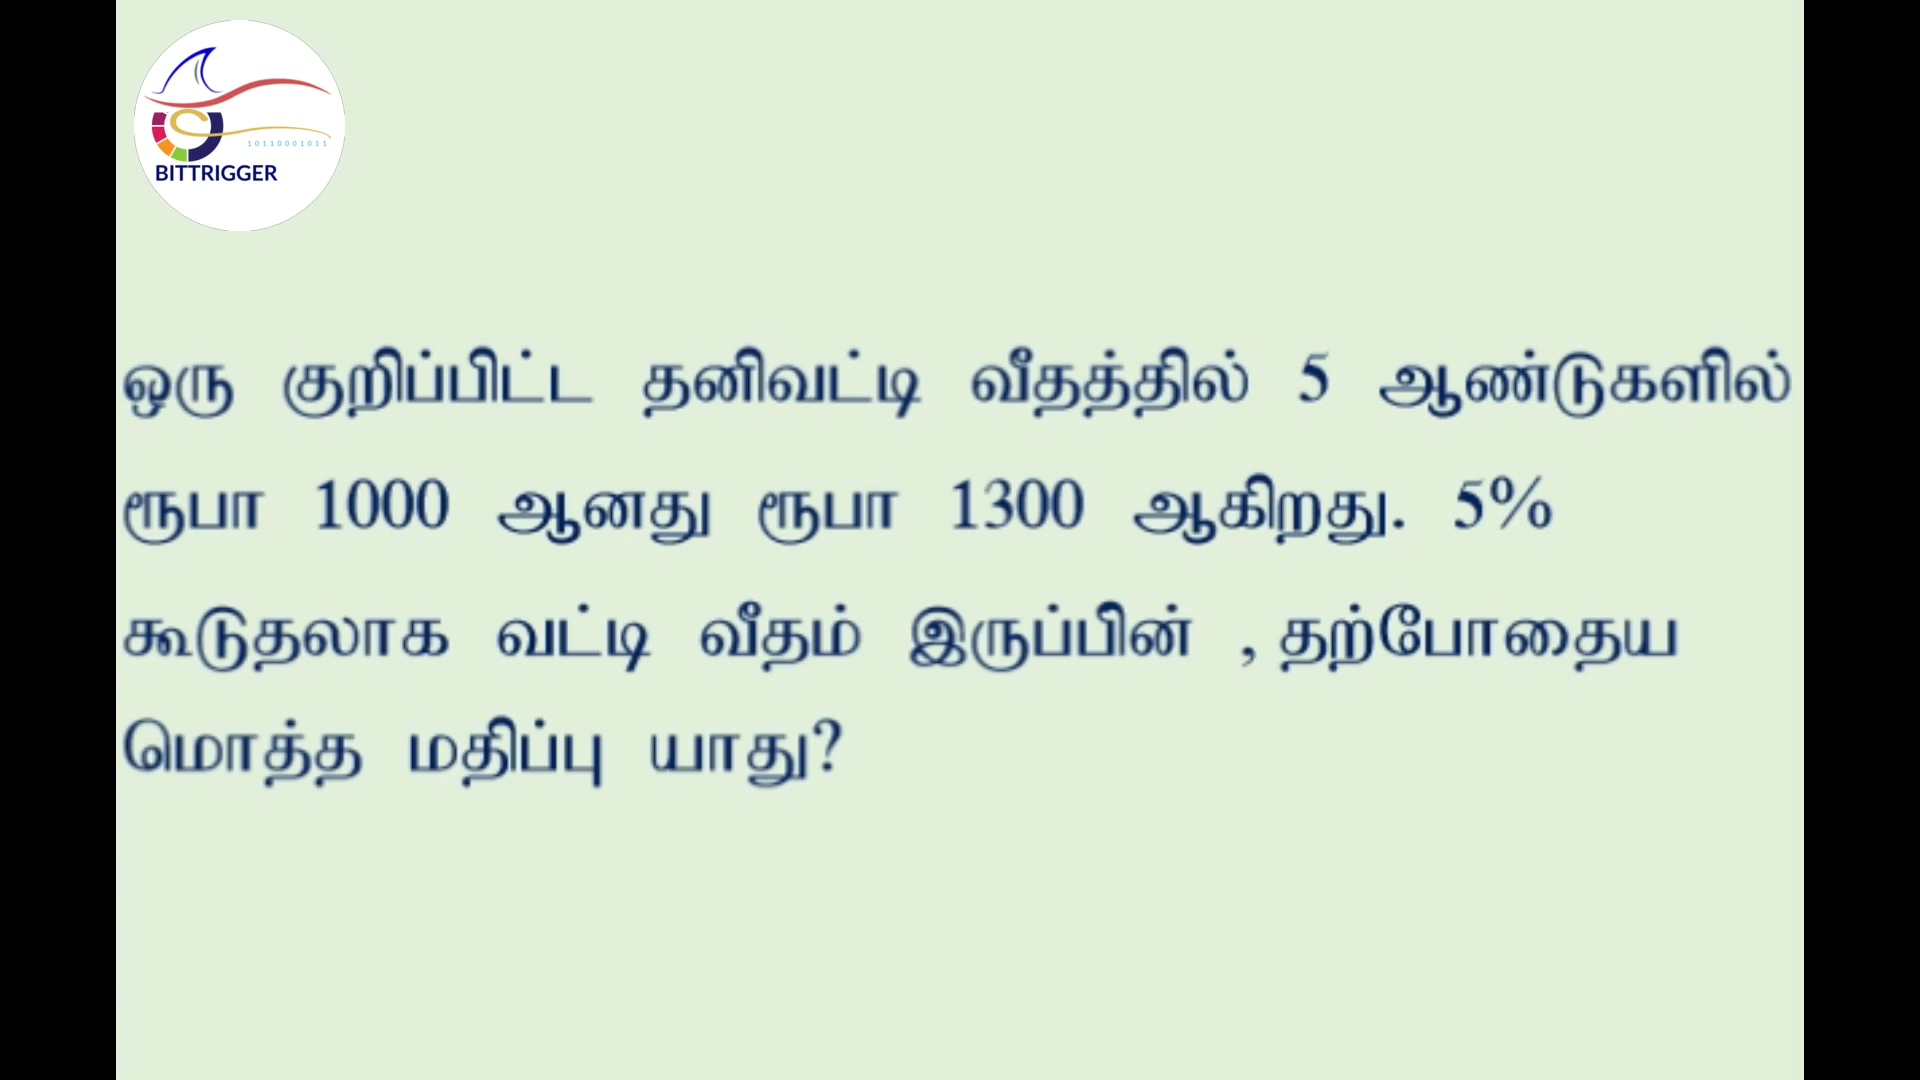 10110001011
BITTRIGGER
ஒரு குறிப்பிட்ட தனிவட்டி வீதத்தில் 5 ஆண்டுகளில்
ரூபா 1000 ஆனது ரூபா 1300 ஆகிறது. 5%
கூடுதலாக வட்டி வீதம் இருப்பின் , தற்போதைய
மொத்த மதிப்பு யாது?